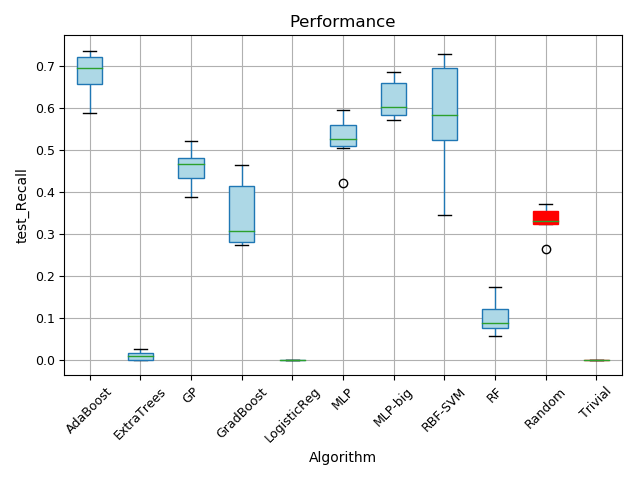 Performance
test_Recall
0.7
0.6
0.5
0.4
0.3
0.2
0.1
0.0
AdaBoost
ExtraTrees
GP
GradBoost
LogisticReg
MLP
MLP-big
RBF-SVM
RF
Random
Trivial
Algorithm